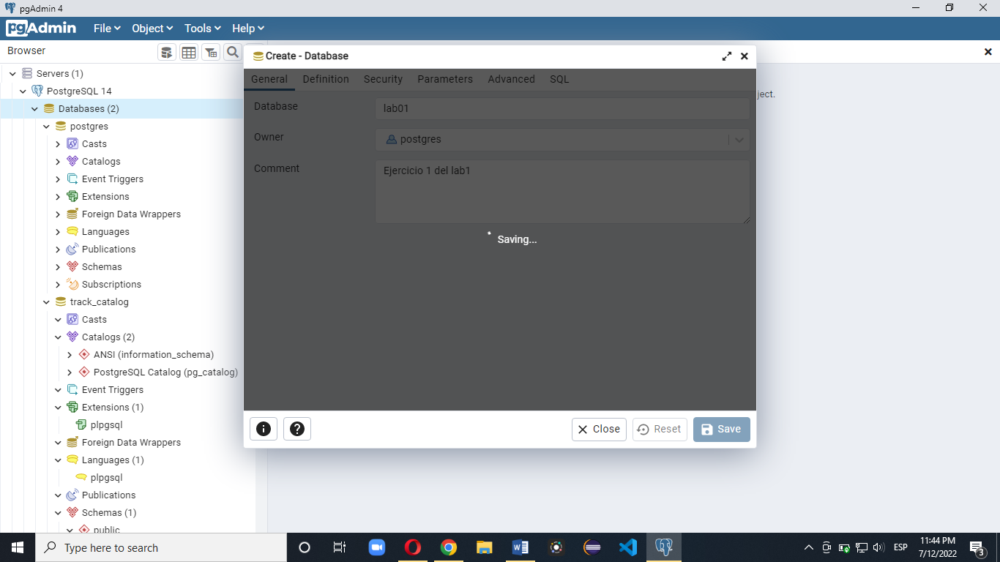 pgAdmin 4
pgAdmin File Object Tools Help
Browser
Servers (1)
PostgreSQL 14
Databases (2)
postgres
Casts
Catalogs
Event Triggers
Extensions
Foreign Data Wrappers
Languages
Publications
Schemas
Subscriptions
track_catalog
Casts
Catalogs (2)
ANSI (information_schema)
PostgreSQL Catalog (pg_catalog)
Event Triggers
Extensions (1)
plpgsql
Foreign Data Wrappers
Languages (1)
plpgsql
Publications
Schemas (1)
public
Create - Database
General Definition Security Parameters Advanced SQL
Database lab01
Owner postgres
Comment Ejercicio 1 del lab1
Saving...
Close Reset Save
ject.
Type here to search
ESP
11:44 PM
7/12/2022
3